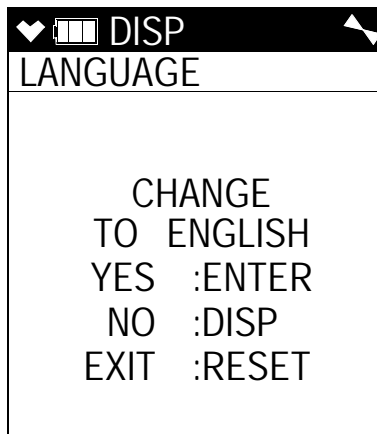 DISP
LANGUAGE
CHANGE
TO ENGLISH
YES :ENTER
NO :DISP
EXIT :RESET